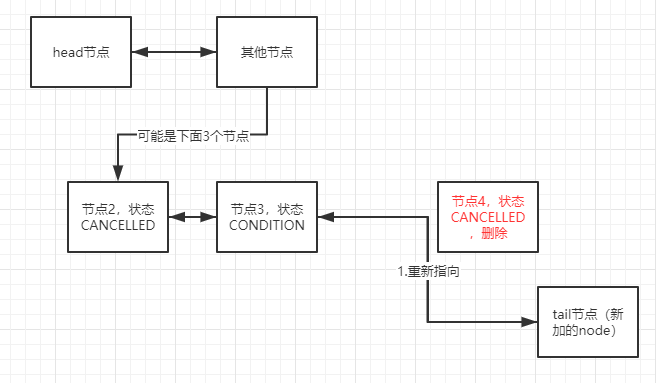 head节点
其他节点
可能是下面3个节点
节点2，状态
CANCELLED
节点3，状态
CONDITION
节点4，状态
CANCELLED
，删除
1.重新指向
tail节点（新
加的node）